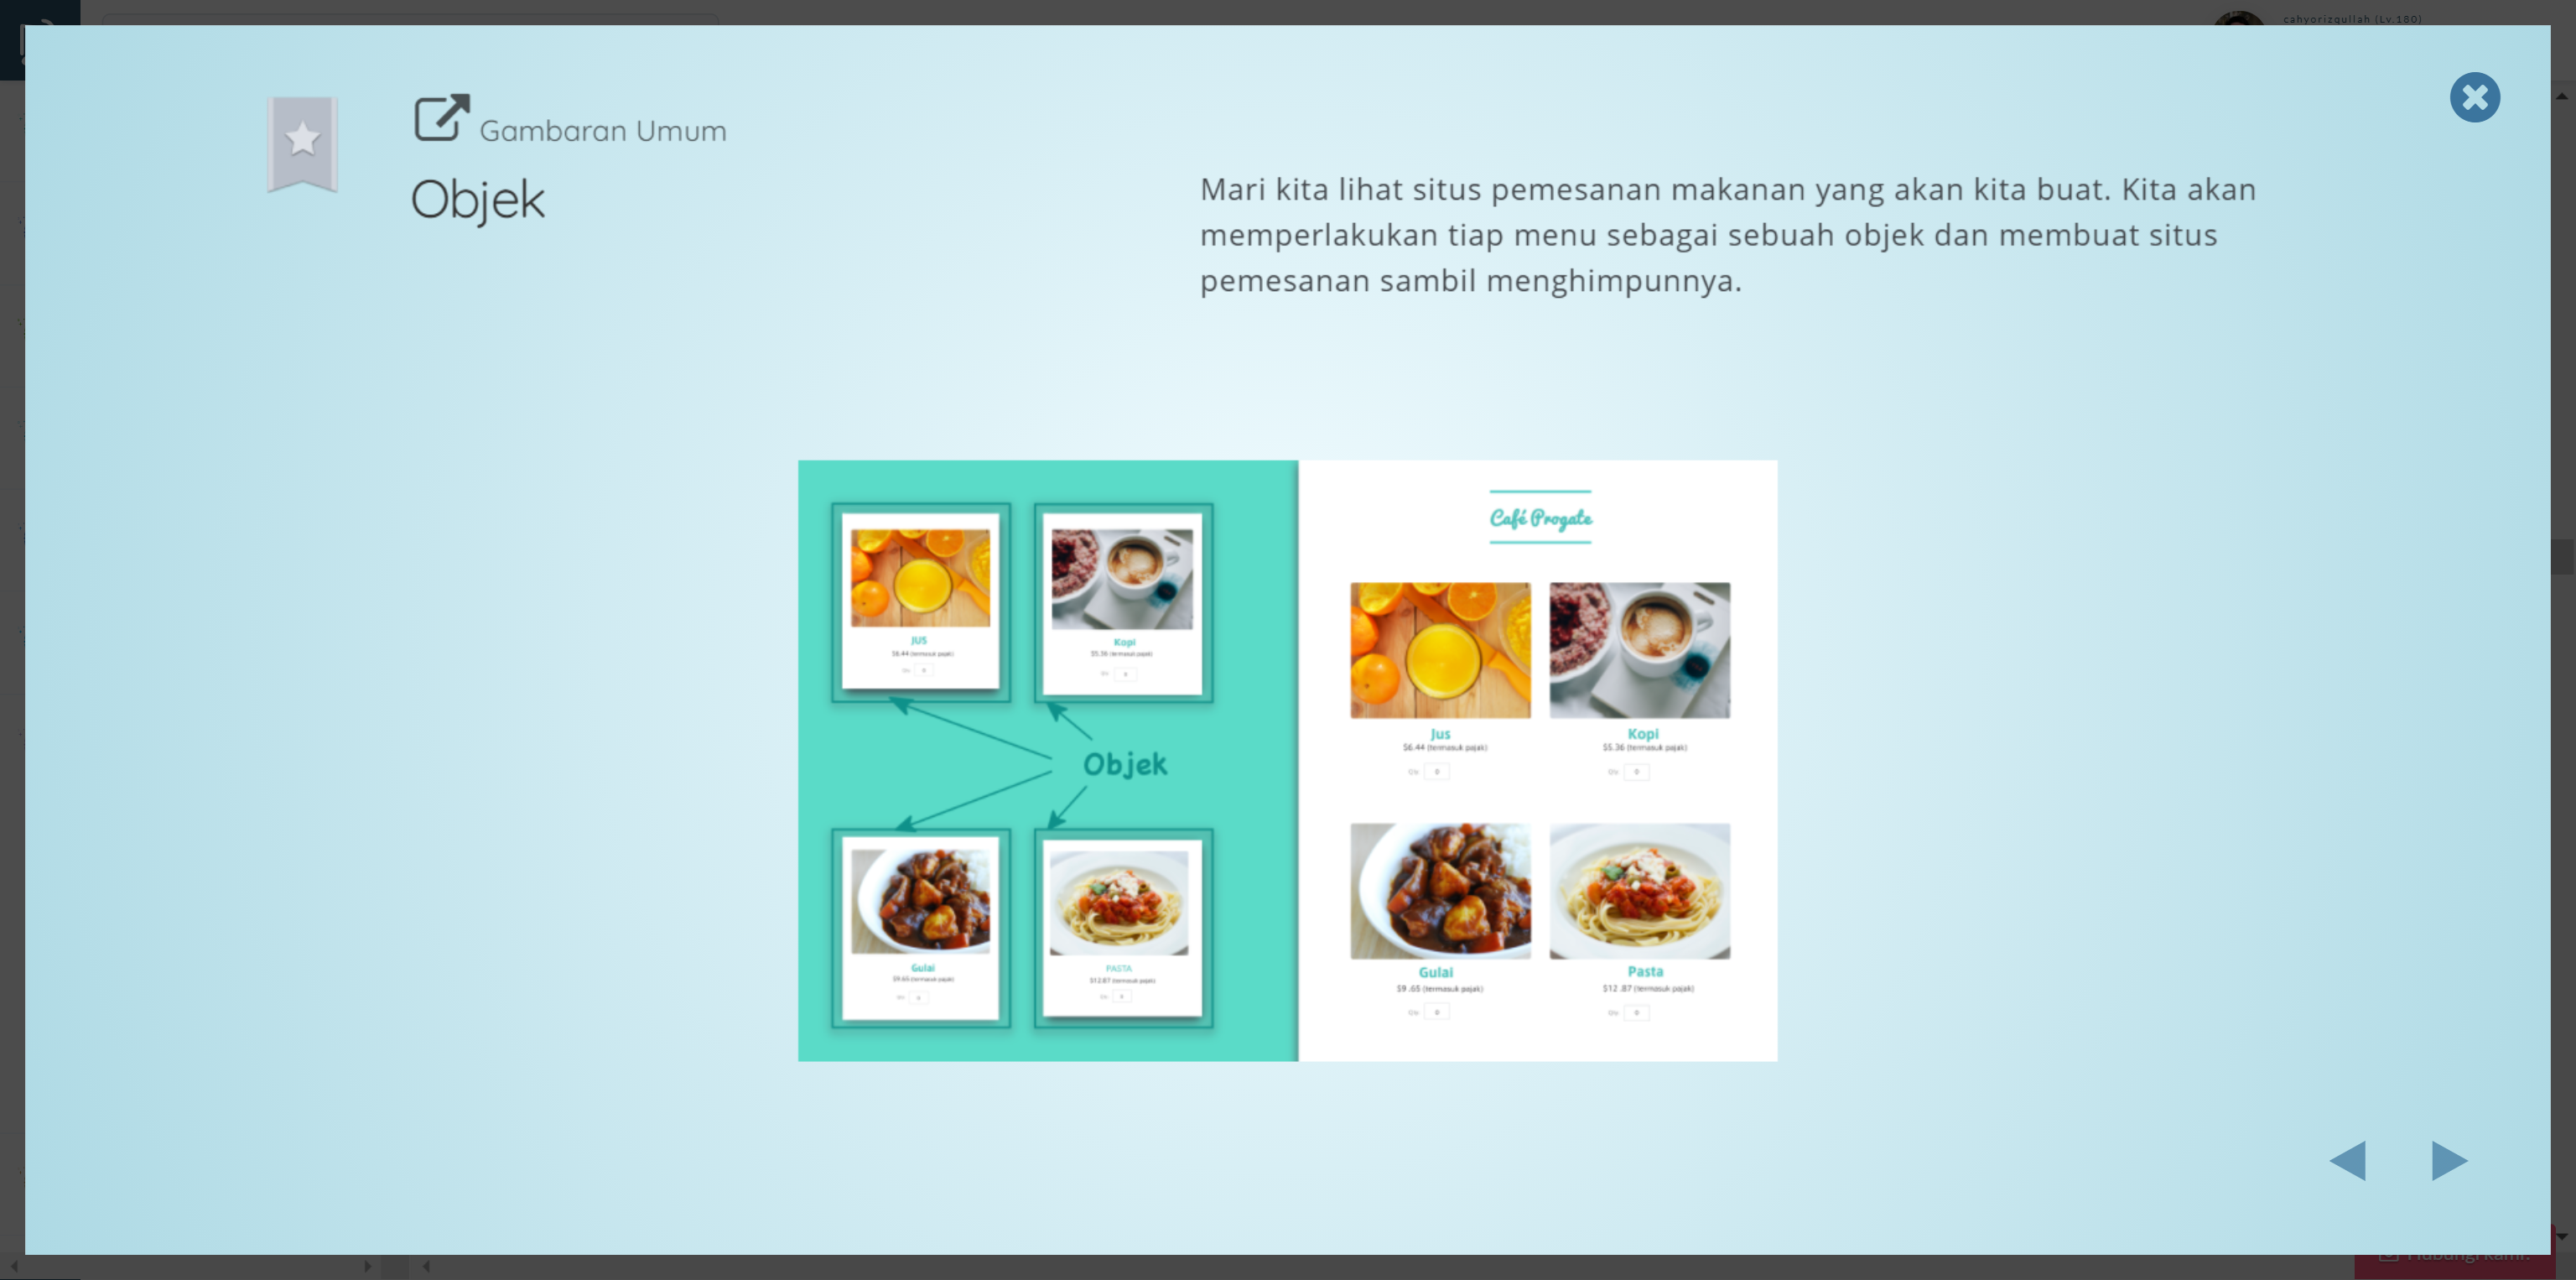 cahyorizqullah (Lv.180)
Gambaran Umum
Objek
Mari kita lihat situs pemesanan makanan yang akan kita buat. Kita akan
memperlakukan tiap menu sebagai sebuah objek dan membuat situs
pemesanan sambil menghimpunnya.
JUS
$6.44 (termasuk pajak)
Kopi
$5.36 (termasuk pajak)
Objek
Gulai
$9.65 (termasuk pajak)
PASTA
$12.87 (termasuk pajak)
Café Progate
Jus
$6.44 (termasuk pajak)
Qty 0
Kopi
$5.36 (termasuk pajak)
Qty 0
Gulai
$9 .65 (termasuk pajak)
Qty 0
Pasta
$12 .87 (termasuk pajak)
Qty 0
Hubungi kami.